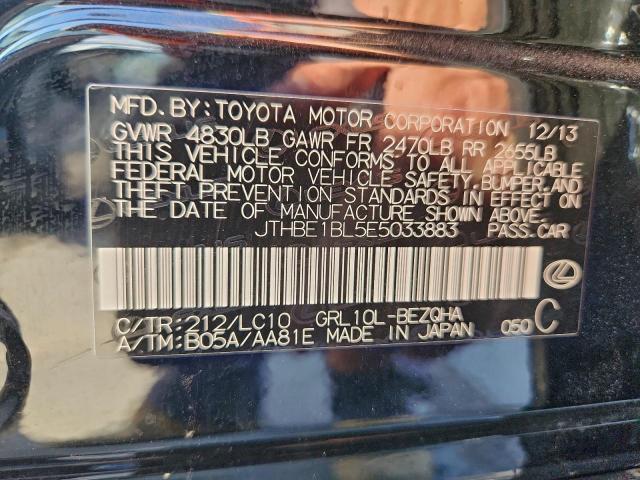 MFD. BY: TOYOTA MOTOR CORPORATION 12/13
GVWR 4830LB GAWR FR 2470LB RR 2655LB
THIS VEHICLE CONFORMS TO ALL APPLICABLE
FEDERAL MOTOR VEHICLE SAFETY, BUMPER, AND
THEFT PREVENTION STANDARDS IN EFFECT ON
THE DATE OF MANUFACTURE SHOWN ABOVE.
JTHBE1BL5E5033883 PASS.CAR
C/TR: 212/LC10 GRL10L-BEZQHA
A/TM: B05A/AA81E MADE IN JAPAN 050 C